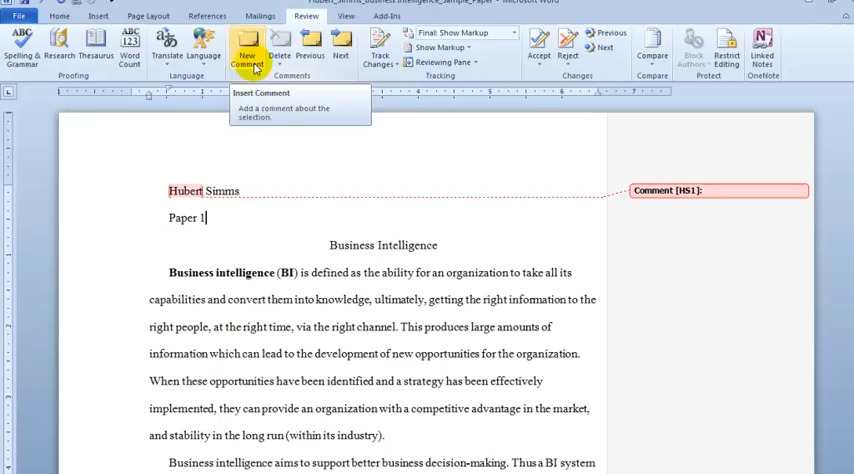 Hubert_Simms_Business Intelligence_Sample_Paper - Microsoft Word
File Home Insert Page Layout References Mailings Review View Add-Ins
Spelling & Grammar Research Thesaurus ABC 123 Word Count Translate Language New Comment Delete Previous Next Track Changes Final: Show Markup Show Markup Reviewing Pane Accept Reject Previous Next Compare Block Authors Restrict Editing Linked Notes
Proofing Language Comments Tracking Changes Compare Protect OneNote
Insert Comment
Add a comment about the
selection.
Hubert Simms
Comment [HS1]:
Paper 1
Business Intelligence
Business intelligence (BI) is defined as the ability for an organization to take all its
capabilities and convert them into knowledge, ultimately, getting the right information to the
right people, at the right time, via the right channel. This produces large amounts of
information which can lead to the development of new opportunities for the organization.
When these opportunities have been identified and a strategy has been effectively
implemented, they can provide an organization with a competitive advantage in the market,
and stability in the long run (within its industry).
Business intelligence aims to support better business decision-making. Thus a BI system